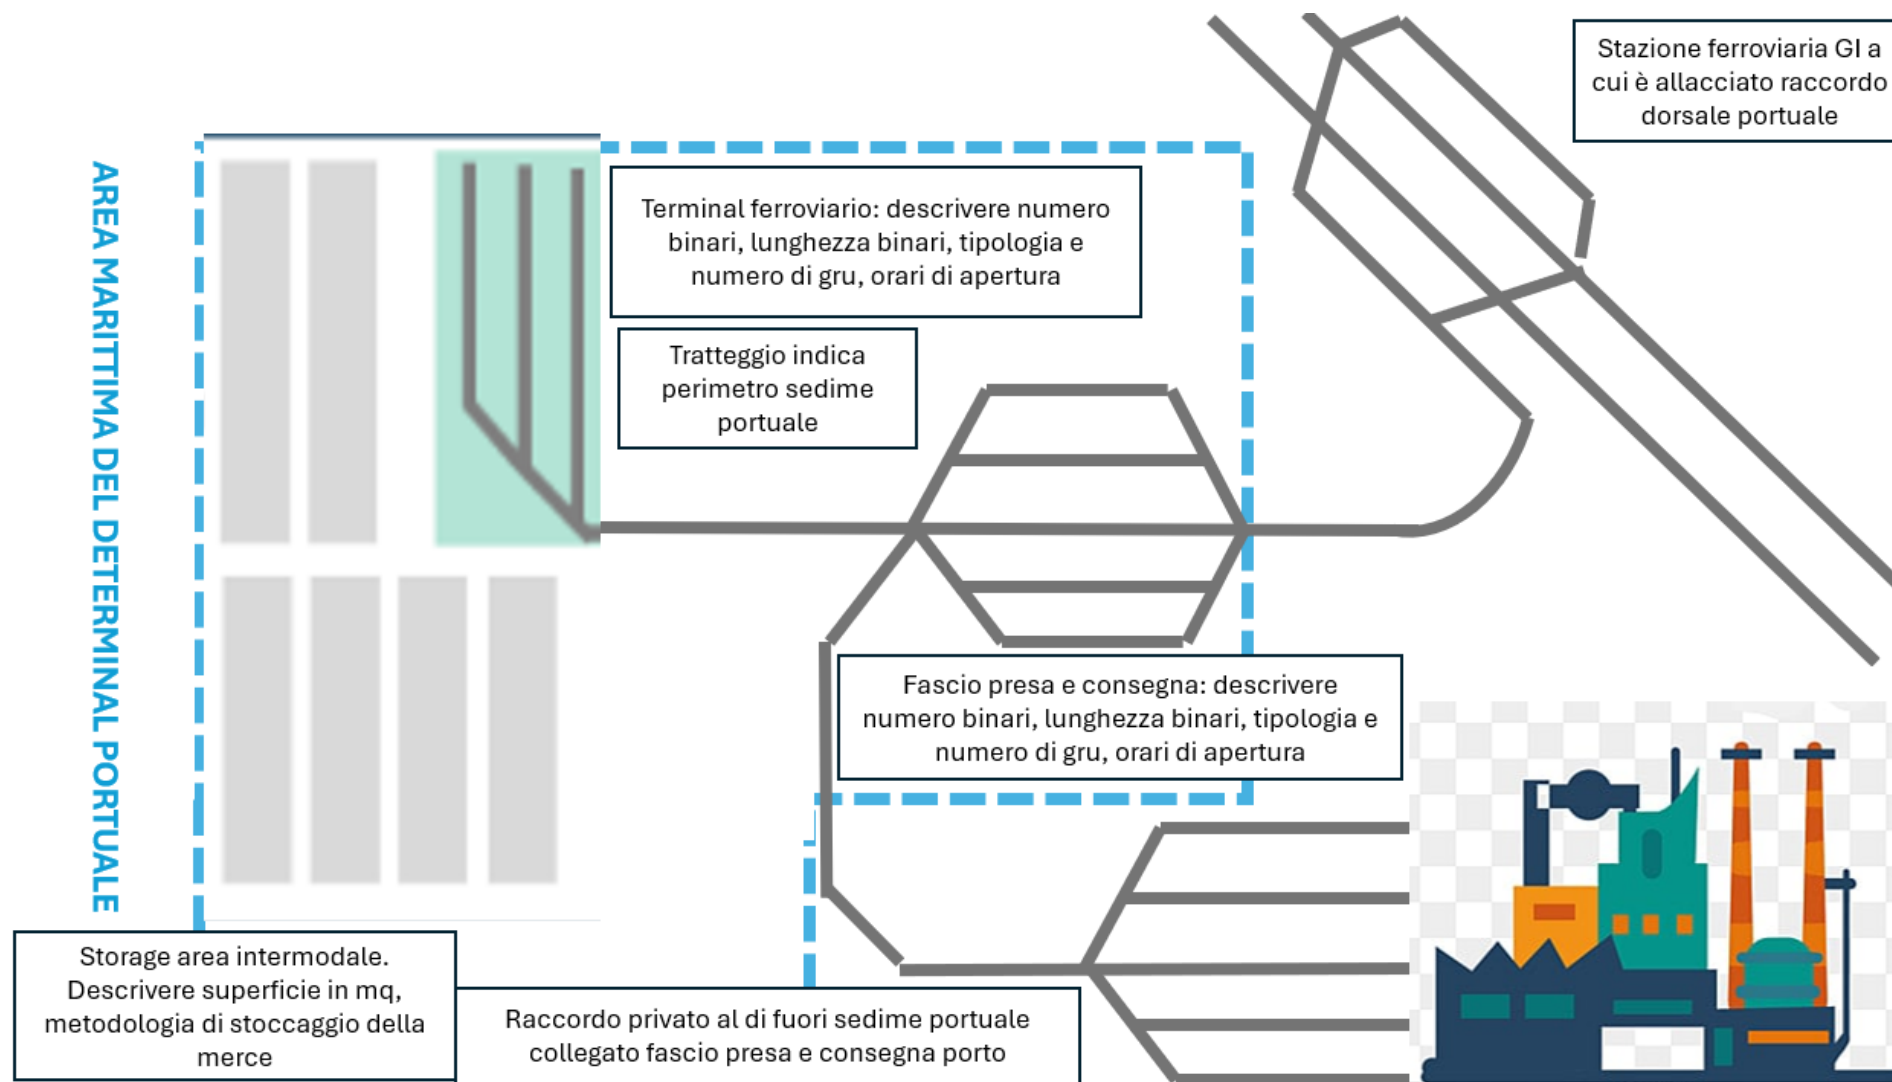 Stazione ferroviaria GI a
cui è allacciato raccordo
dorsale portuale
AREA MARITTIMA DEL DETERMINAL PORTUALE
Terminal ferroviario: descrivere numero
binari, lunghezza binari, tipologia e
numero di gru, orari di apertura
Tratteggio indica
perimetro sedime
portuale
Fascio presa e consegna: descrivere
numero binari, lunghezza binari, tipologia e
numero di gru, orari di apertura
Storage area intermodale.
Descrivere superficie in mq,
metodologia di stoccaggio della
merce
Raccordo privato al di fuori sedime portuale
collegato fascio presa e consegna porto